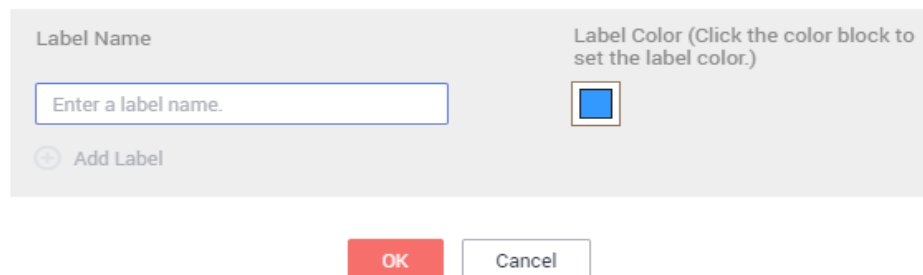 Label Name
Label Color (Click the color block to
set the label color.)
Enter a label name.
Add Label
OK
Cancel